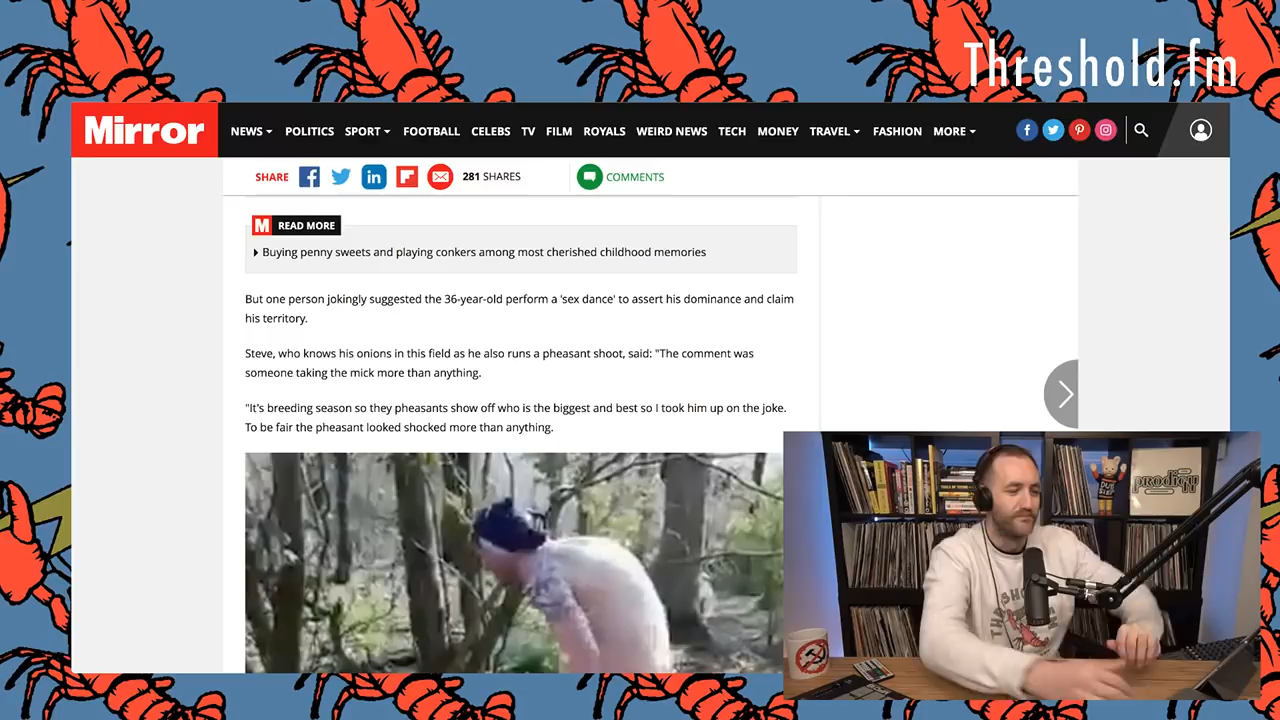 Threshold.fm
Mirror
NEWS POLITICS SPORT FOOTBALL CELEBS TV FILM ROYALS WEIRD NEWS TECH MONEY TRAVEL FASHION MORE
SHARE 281 SHARES COMMENTS
M READ MORE
Buying penny sweets and playing conkers among most cherished childhood memories
But one person jokingly suggested the 36-year-old perform a 'sex dance' to assert his dominance and claim
his territory.
Steve, who knows his onions in this field as he also runs a pheasant shoot, said: "The comment was
someone taking the mick more than anything.
"It's breeding season so they pheasants show off who is the biggest and best so I took him up on the joke.
To be fair the pheasant looked shocked more than anything.
prodigy